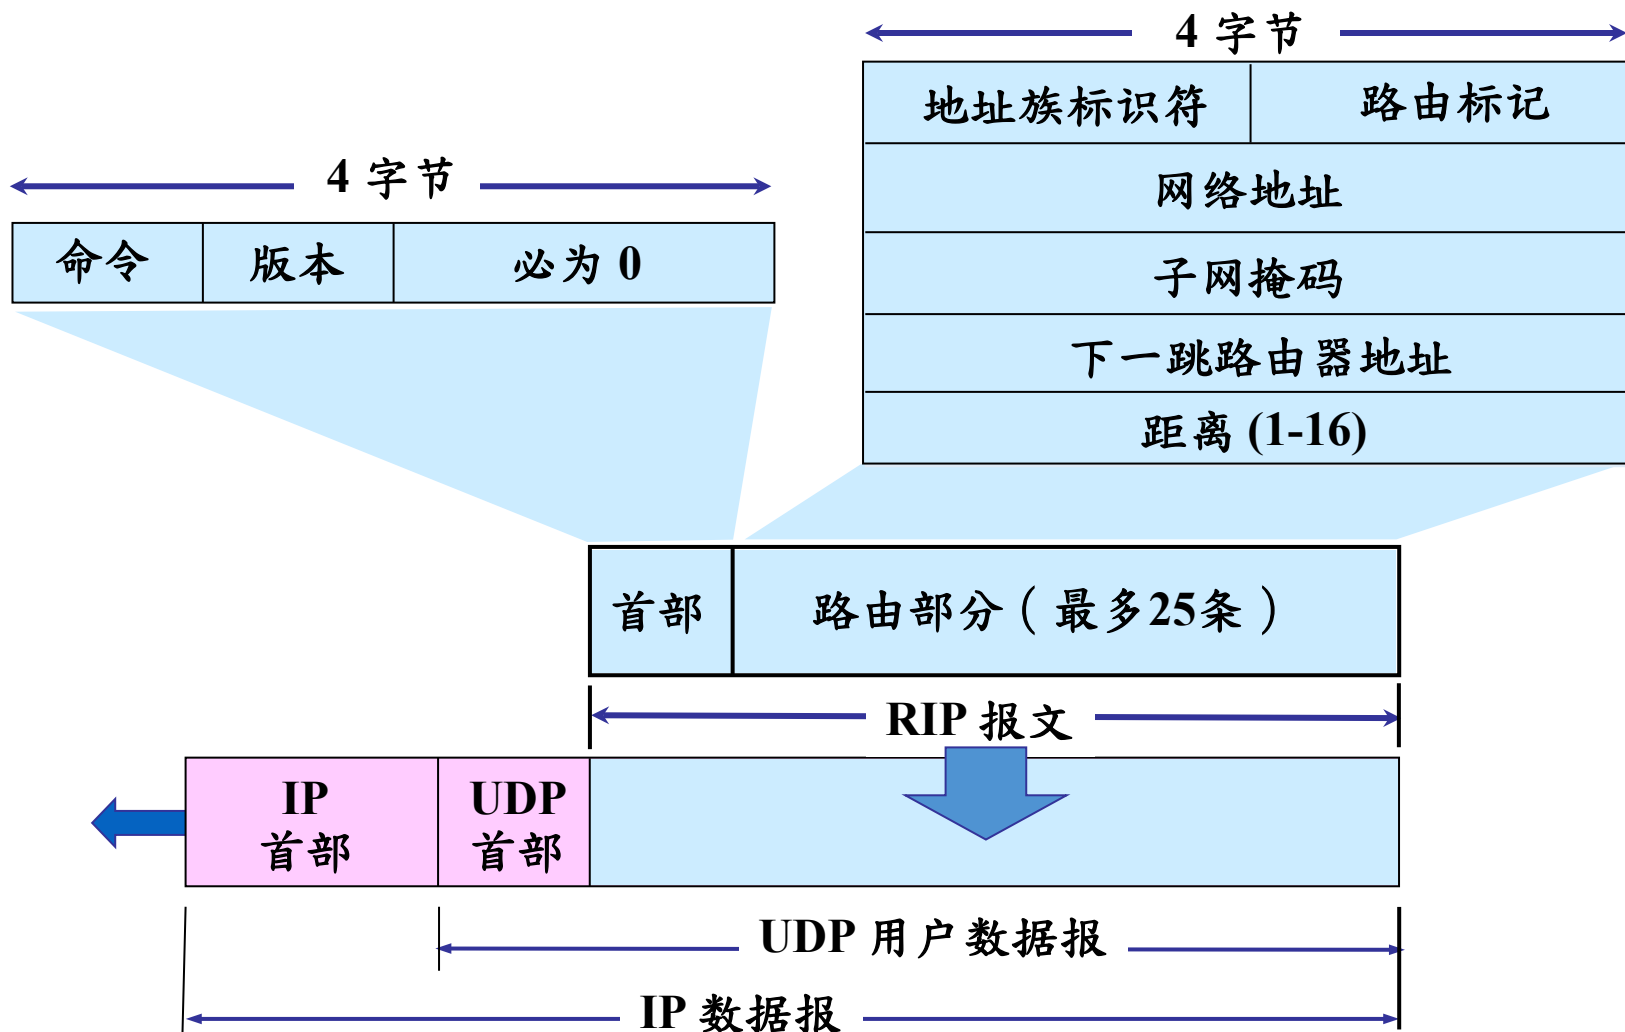 4 字节
地址族标识符
路由标记
网络地址
子网掩码
下一跳路由器地址
距离 (1-16)
4 字节
命令
版本
必为 0
首部
路由部分（最多25条）
RIP 报文
IP
首部
UDP
首部
UDP 用户数据报
IP 数据报